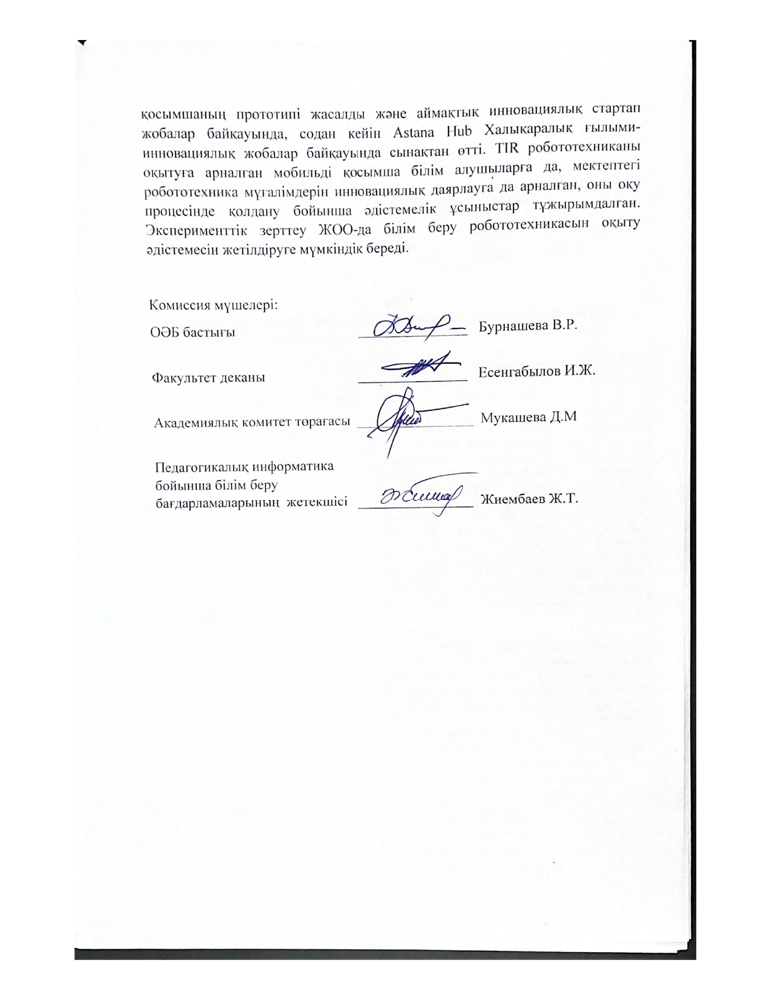 қосымшаның прототипі жасалды және аймақтық инновациялық стартап
жобалар байқауында, содан кейін Astana Hub Халықаралық ғылыми-
инновациялық жобалар байқауында сынақтан өтті. TIR робототехниканы
оқытуға арналған мобильді қосымша білім алушыларға да, мектептегі
робототехника мұғалімдерін инновациялық даярлауға да арналған, оны оқу
процесінде қолдану бойынша әдістемелік ұсыныстар тұжырымдалған.
Эксперименттік зерттеу ЖОО-да білім беру робототехникасын оқыту
әдістемесін жетілдіруге мүмкіндік береді.
Комиссия мүшелері:
ОӘБ бастығы Бурнашева В.Р.
Факультет деканы Есенгабылов И.Ж.
Академиялық комитет төрағасы Мукашева Д.М
Педагогикалық информатика
бойынша білім беру
бағдарламаларының жетекшісі Жиембаев Ж.Т.